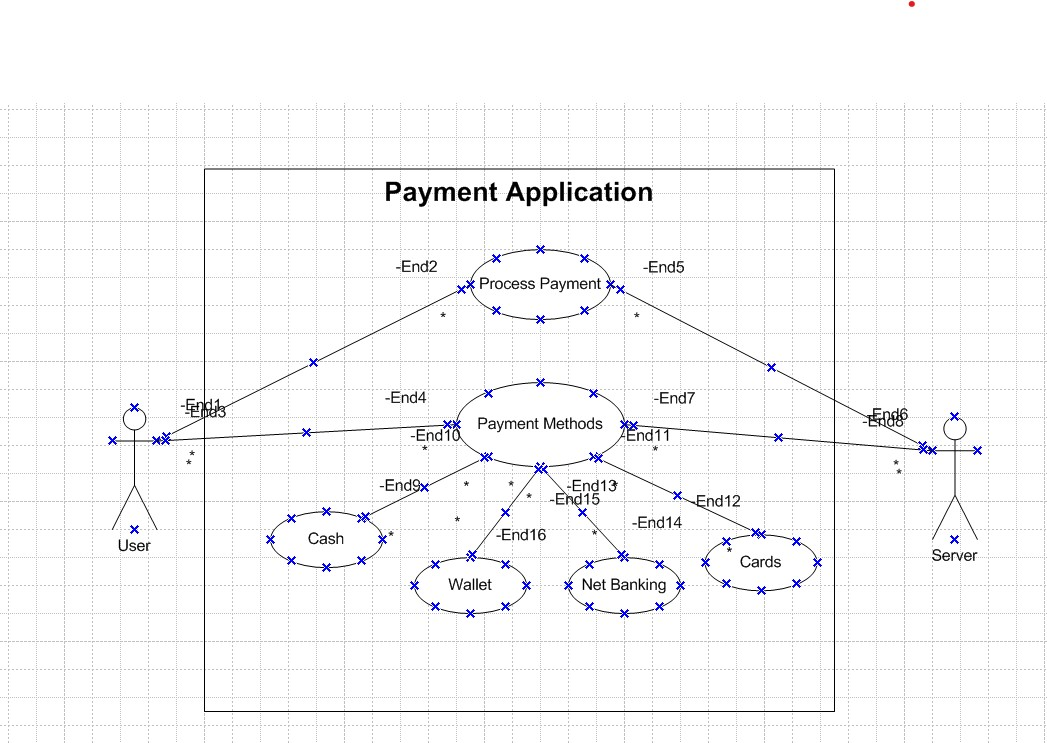 Payment Application
-End2
-End5
Process Payment
*
*
-End4
-End7
-End1
-End3
-End6
-End8
Payment Methods
-End10
-End11
*
*
*
*
*
*
-End9
*
*
*
-End13
*
-End15
-End12
*
-End14
*
-End16
*
Cash
*
User
Server
Wallet
Net Banking
Cards